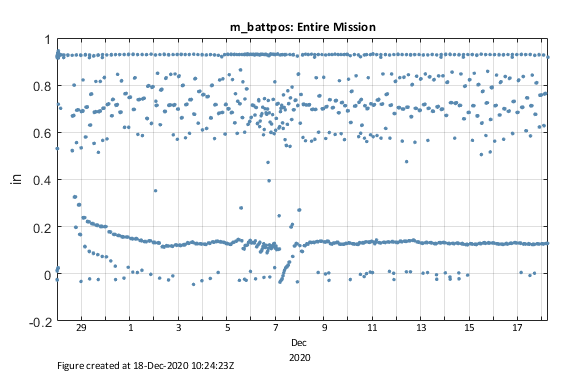 m_battpos: Entire Mission
1
0.8
0.6
0.4
0.2
0
-0.2
in
29 1 3 5 7 9 11 13 15 17
Dec
2020
Figure created at 18-Dec-2020 10:24:23Z